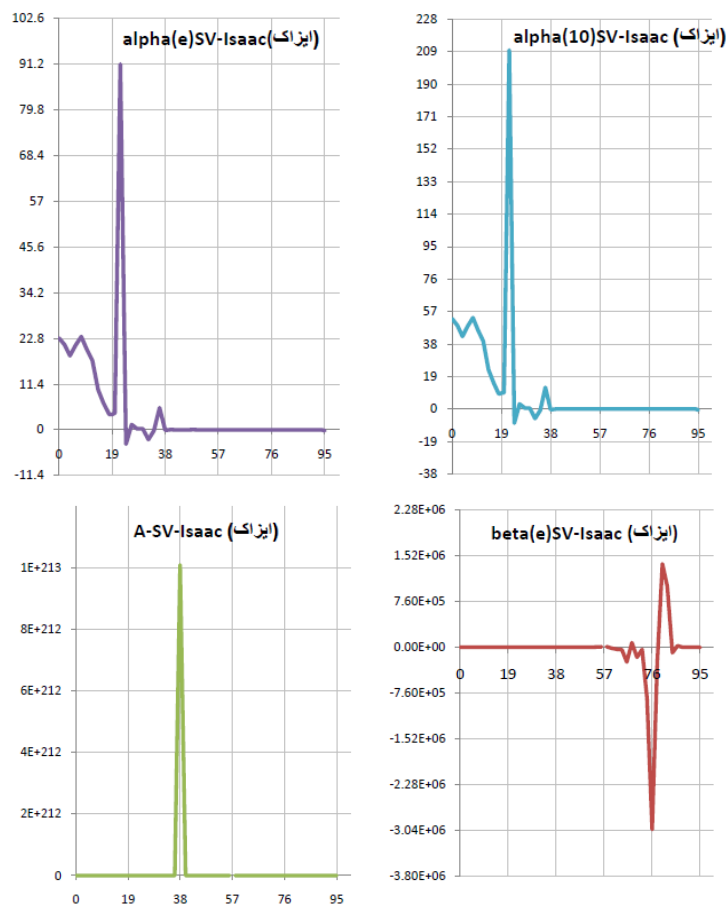 alpha(e)SV-Isaac(ایزاک)
102.6
91.2
79.8
68.4
57
45.6
34.2
22.8
11.4
0
-11.4
0 19 38 57 76 95
alpha(10)SV-Isaac (ایزاک)
228
209
190
171
152
133
114
95
76
57
38
19
0
-19
-38
0 19 38 57 76 95
A-SV-Isaac (ایزاک)
1E+213
8E+212
6E+212
4E+212
2E+212
0
0 19 38 57 76 95
beta(e)SV-Isaac (ایزاک)
2.28E+06
1.52E+06
7.60E+05
0.00E+00
-7.60E+05
-1.52E+06
-2.28E+06
-3.04E+06
-3.80E+06
0 19 38 57 76 95